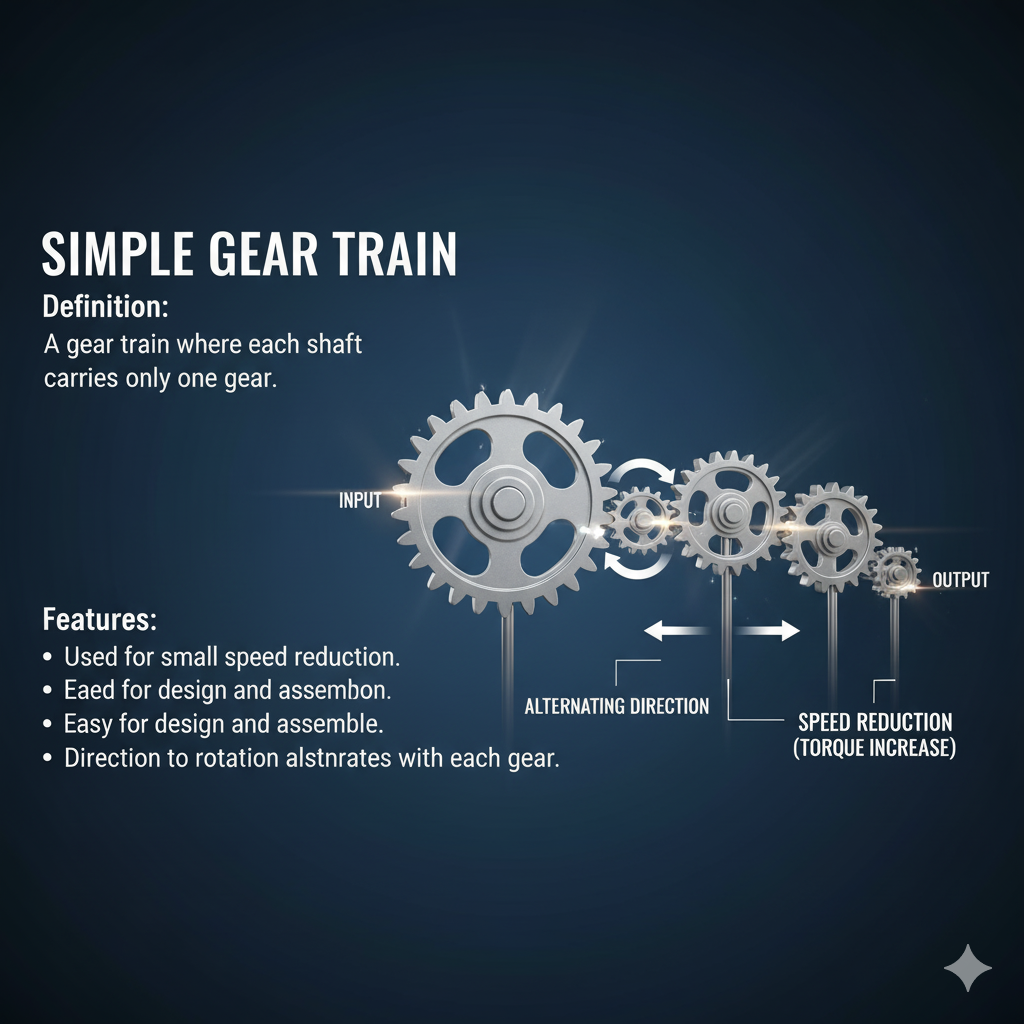 SIMPLE GEAR TRAIN
Definition:
A gear train where each shaft
carries only one gear.
INPUT
OUTPUT
Features:
• Used for small speed reduction.
• Eaed for design and assembon.
• Easy for design and assemble.
• Direction to rotation alstnrates with each gear.
ALTERNATING DIRECTION
SPEED REDUCTION
(TORQUE INCREASE)